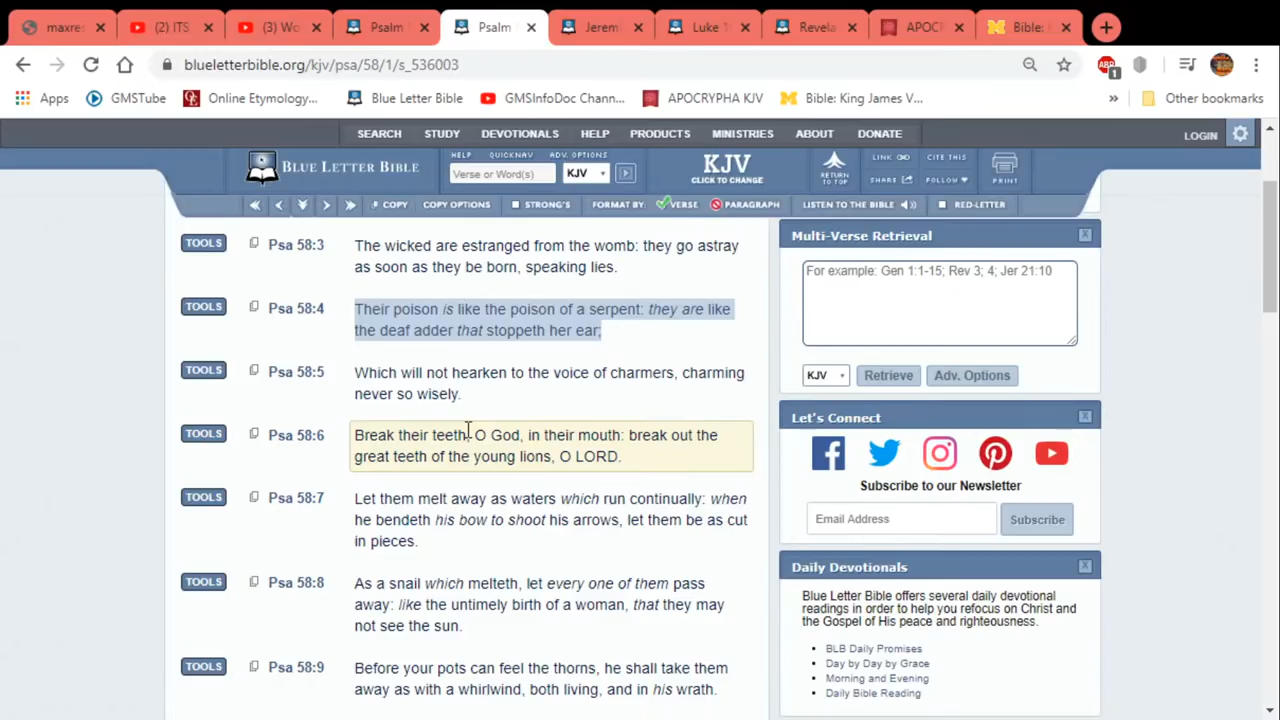 maxres
(2) ITS
(3) Wo
Psalm
Psalm
Jerem
Luke 1
Revela
APOCR
Bible:
blueletterbible.org/kjv/psa/58/1/s_536003
ABP
1
Apps
GMSTube
Online Etymology...
Blue Letter Bible
GMSInfoDoc Chann...
APOCRYPHA KJV
Bible: King James V...
»
Other bookmarks
SEARCH STUDY DEVOTIONALS HELP PRODUCTS MINISTRIES ABOUT DONATE
LOGIN
BLUE LETTER BIBLE
HELP QUICKNAV ADV. OPTIONS
Verse or Word(s) KJV
KJV
CLICK TO CHANGE
RETURN
TO TOP
LINK CITE THIS
SHARE FOLLOW
PRINT
COPY COPY OPTIONS STRONG'S FORMAT BY: VERSE PARAGRAPH LISTEN TO THE BIBLE RED-LETTER
TOOLS Psa 58:3 The wicked are estranged from the womb: they go astray
as soon as they be born, speaking lies.
TOOLS Psa 58:4 Their poison is like the poison of a serpent: they are like
the deaf adder that stoppeth her ear;
TOOLS Psa 58:5 Which will not hearken to the voice of charmers, charming
never so wisely.
TOOLS Psa 58:6 Break their teeth, O God, in their mouth: break out the
great teeth of the young lions, O LORD.
TOOLS Psa 58:7 Let them melt away as waters which run continually: when
he bendeth his bow to shoot his arrows, let them be as cut
in pieces.
TOOLS Psa 58:8 As a snail which melteth, let every one of them pass
away: like the untimely birth of a woman, that they may
not see the sun.
TOOLS Psa 58:9 Before your pots can feel the thorns, he shall take them
away as with a whirlwind, both living, and in his wrath.
Multi-Verse Retrieval
For example: Gen 1:1-15; Rev 3; 4; Jer 21:10
KJV Retrieve Adv. Options
Let's Connect
Subscribe to our Newsletter
Email Address Subscribe
Daily Devotionals
Blue Letter Bible offers several daily devotional
readings in order to help you refocus on Christ and
the Gospel of His peace and righteousness.
BLB Daily Promises
Day by Day by Grace
Morning and Evening
Daily Bible Reading